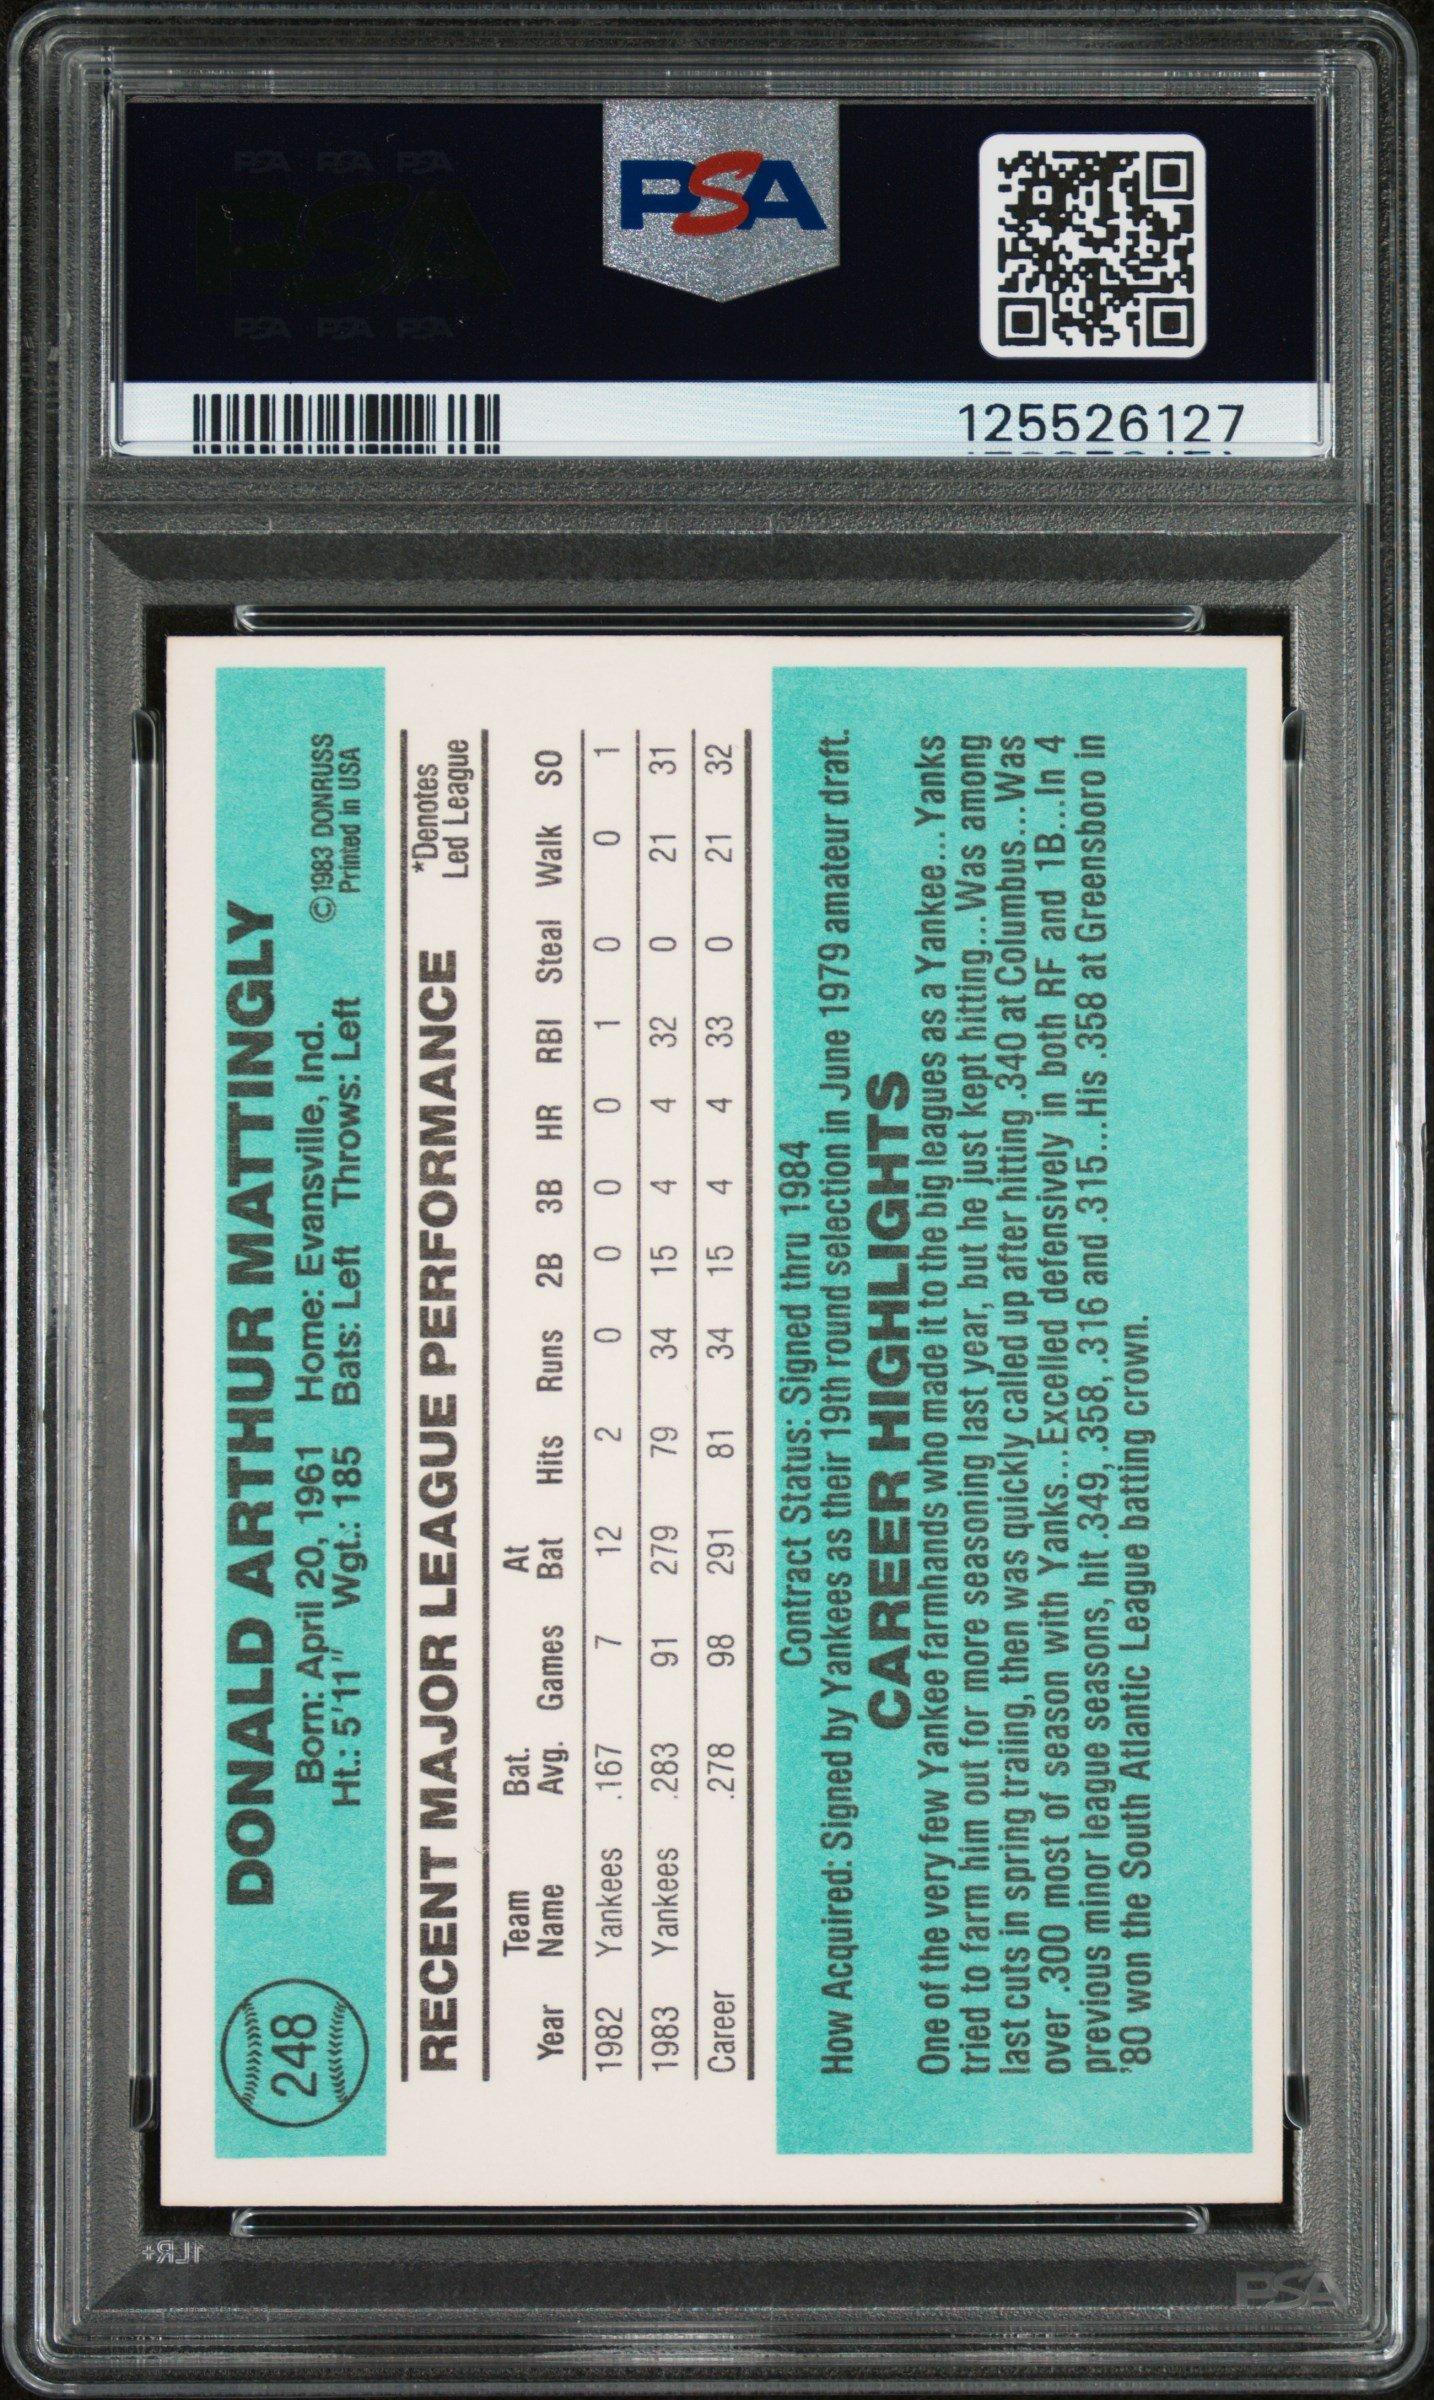 PSA PSA PSA
PSA
PSA PSA PSA
PSA
125526127
248
DONALD ARTHUR MATTINGLY
Born: April 20, 1961 Home: Evansville, Ind.
Ht.: 5'11" Wgt.: 185 Bats: Left Throws: Left
©1983 DONRUSS
Printed in USA
RECENT MAJOR LEAGUE PERFORMANCE
*Denotes
Led League
Year Team Name Bat. Avg. Games At Bat Hits Runs 2B 3B HR RBI Steal Walk SO
1982 Yankees .167 7 12 2 0 0 0 0 1 0 0 1
1983 Yankees .283 91 279 79 34 15 4 4 32 0 21 31
Career .278 98 291 81 34 15 4 4 33 0 21 32
Contract Status: Signed thru 1984
How Acquired: Signed by Yankees as their 19th round selection in June 1979 amateur draft.
CAREER HIGHLIGHTS
One of the very few Yankee farmhands who made it to the big leagues as a Yankee...Yanks
tried to farm him out for more seasoning last year, but he just kept hitting...Was among
last cuts in spring trailing, then was quickly called up after hitting .340 at Columbus...Was
over .300 most of season with Yanks...Excelled defensively in both RF and 1B...In 4
previous minor league seasons, hit .349, .358, .316 and .315...His .358 at Greensboro in
'80 won the South Atlantic League batting crown.
1LR+
PSA